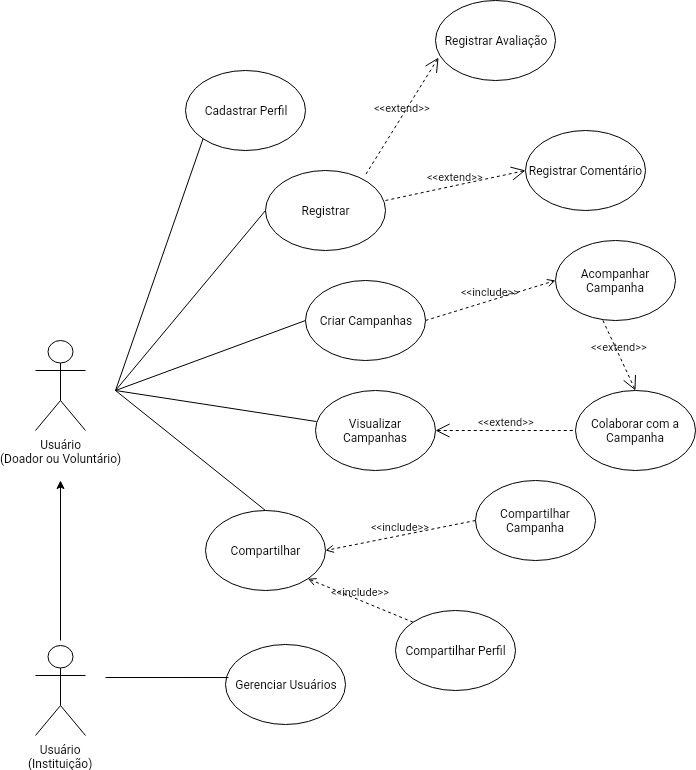 Registrar Avaliação
<<extend>>
Cadastrar Perfil
<<extend>>
Registrar Comentário
Registrar
Acompanhar
Campanha
<<include>>
Criar Campanhas
<<extend>>
Visualizar
Campanhas
<<extend>>
Colaborar com a
Campanha
Usuário
(Doador ou Voluntário)
Compartilhar
Campanha
<<include>>
Compartilhar
<<include>>
Compartilhar Perfil
Gerenciar Usuários
Usuário
(Instituição)